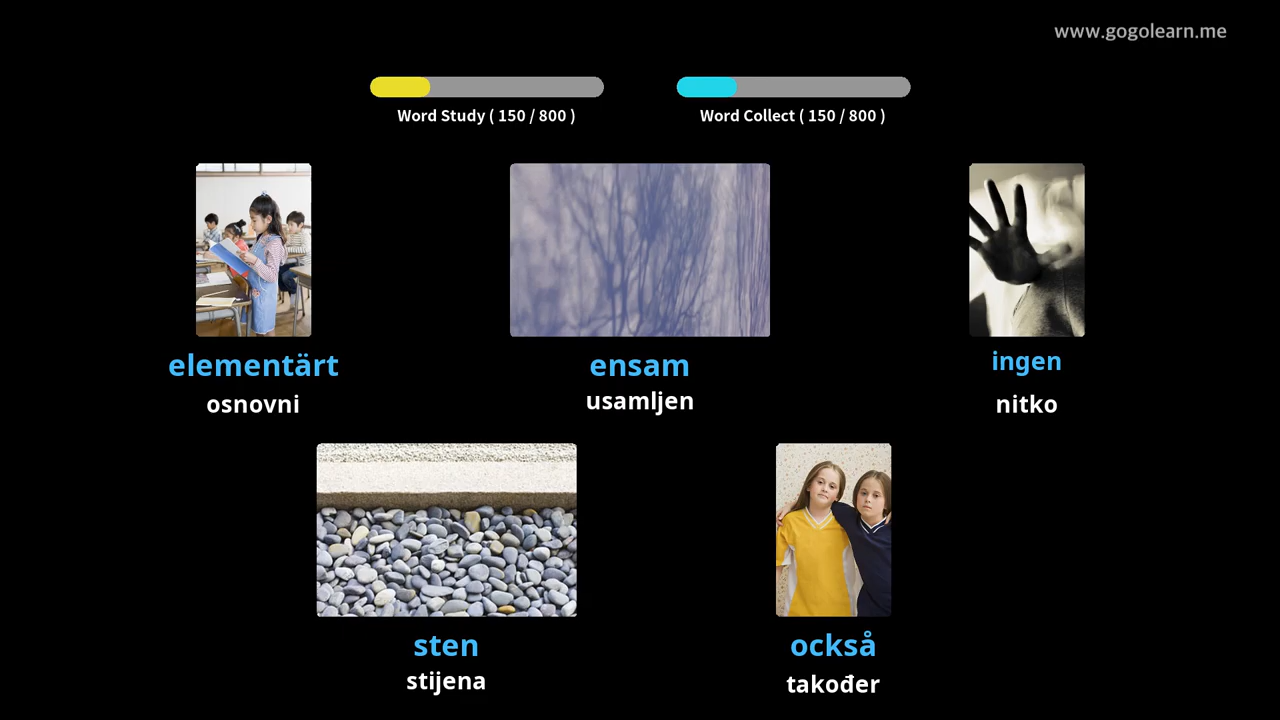 www.gogolearn.me
Word Study ( 150 / 800 )
Word Collect ( 150 / 800 )
elementärt
osnovni
ensam
usamljen
ingen
nitko
sten
stijena
också
također